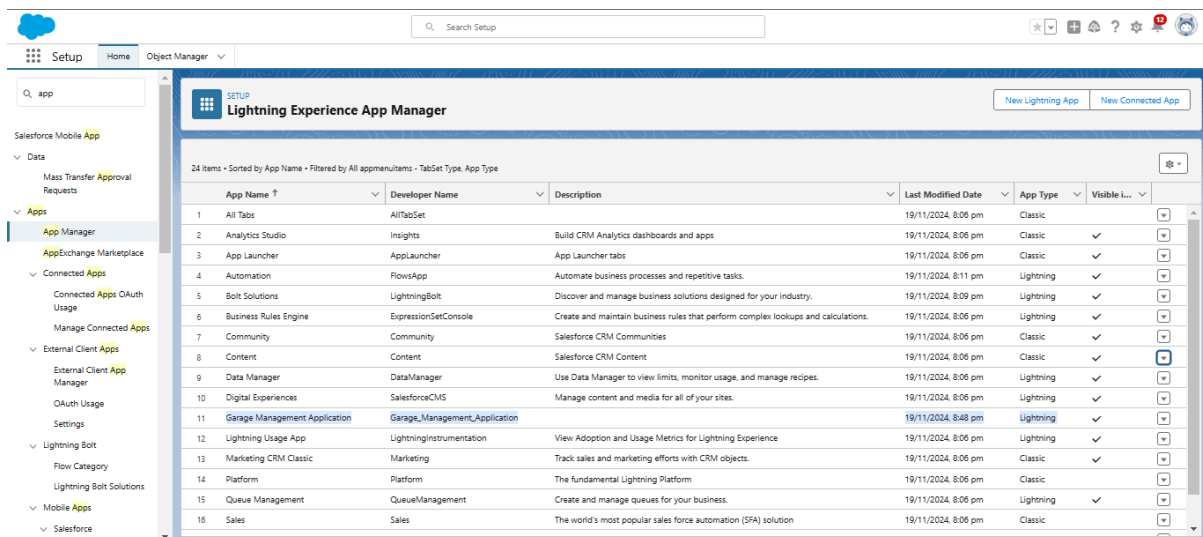 Search Setup
12
Setup Home Object Manager
app
Salesforce Mobile App
Data
Mass Transfer Approval
Requests
Apps
App Manager
AppExchange Marketplace
Connected Apps
Connected Apps OAuth
Usage
Manage Connected Apps
External Client Apps
External Client App
Manager
OAuth Usage
Settings
Lightning Bolt
Flow Category
Lightning Bolt Solutions
Mobile Apps
Salesforce
SETUP
Lightning Experience App Manager
New Lightning App New Connected App
24 items • Sorted by App Name • Filtered by All appmenuitems - TabSet Type, App Type
App Name ↑ Developer Name Description Last Modified Date App Type Visible i...
1 All Tabs AllTabSet 19/11/2024, 8:06 pm Classic
2 Analytics Studio Insights Build CRM Analytics dashboards and apps 19/11/2024, 8:06 pm Classic
3 App Launcher AppLauncher App Launcher tabs 19/11/2024, 8:06 pm Classic
4 Automation FlowsApp Automate business processes and repetitive tasks. 19/11/2024, 8:11 pm Lightning
5 Bolt Solutions LightningBolt Discover and manage business solutions designed for your industry. 19/11/2024, 8:09 pm Lightning
6 Business Rules Engine ExpressionSetConsole Create and maintain business rules that perform complex lookups and calculations. 19/11/2024, 8:06 pm Lightning
7 Community Community Salesforce CRM Communities 19/11/2024, 8:06 pm Classic
8 Content Content Salesforce CRM Content 19/11/2024, 8:06 pm Classic
9 Data Manager DataManager Use Data Manager to view limits, monitor usage, and manage recipes. 19/11/2024, 8:06 pm Lightning
10 Digital Experiences SalesforceCMS Manage content and media for all of your sites. 19/11/2024, 8:06 pm Lightning
11 Garage Management Application Garage_Management_Application 19/11/2024, 8:48 pm Lightning
12 Lightning Usage App LightningInstrumentation View Adoption and Usage Metrics for Lightning Experience 19/11/2024, 8:06 pm Lightning
13 Marketing CRM Classic Marketing Track sales and marketing efforts with CRM objects. 19/11/2024, 8:06 pm Classic
14 Platform Platform The fundamental Lightning Platform 19/11/2024, 8:06 pm Classic
15 Queue Management QueueManagement Create and manage queues for your business. 19/11/2024, 8:06 pm Lightning
16 Sales Sales The world's most popular sales force automation (SFA) solution 19/11/2024, 8:06 pm Classic